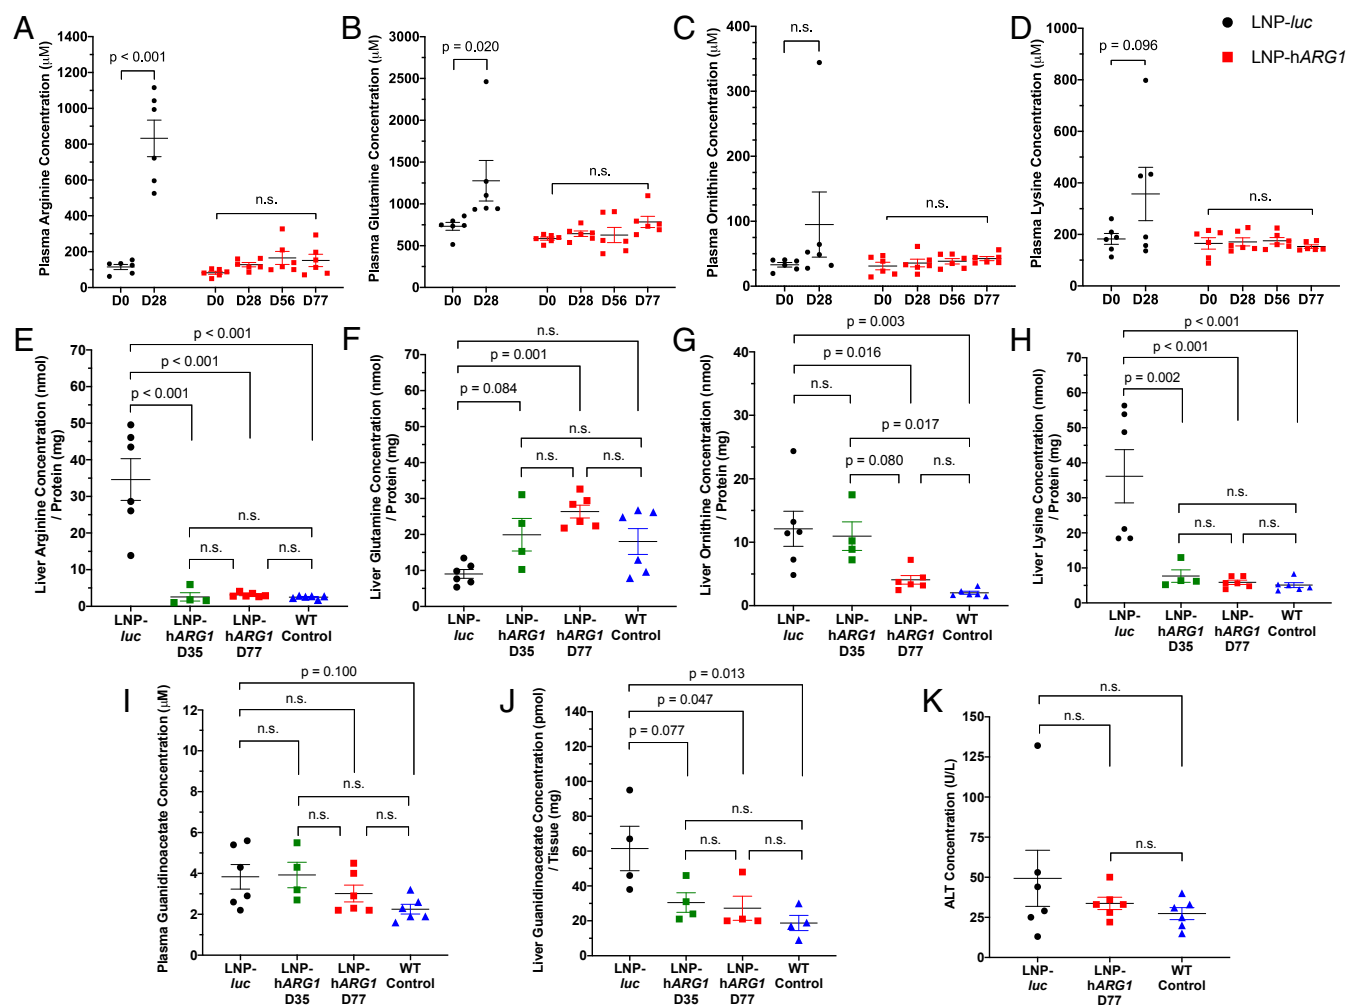 A
Plasma Arginine Concentration (µM)
1400
1200
1000
800
600
400
200
0
p < 0.001
n.s.
D0 D28 D0 D28 D56 D77
B
Plasma Glutamine Concentration (µM)
3000
2500
1750
1000
500
0
p = 0.020
n.s.
D0 D28 D0 D28 D56 D77
C
Plasma Ornithine Concentration (µM)
400
350
200
100
50
0
n.s.
n.s.
D0 D28 D0 D28 D56 D77
D
Plasma Lysine Concentration (µM)
1000
800
600
400
200
0
p = 0.096
n.s.
D0 D28 D0 D28 D56 D77
LNP-luc
LNP-hARG1
E
Liver Arginine Concentration (nmol)
/ Protein (mg)
70
60
50
40
30
20
10
0
p < 0.001
p < 0.001
p < 0.001
n.s.
n.s.
n.s.
LNP- LNP- LNP- WT
luc hARG1 hARG1 Control
D35 D77
F
Liver Glutamine Concentration (nmol)
/ Protein (mg)
70
60
50
40
30
20
10
0
n.s.
p = 0.001
p = 0.084
n.s.
n.s.
n.s.
LNP- LNP- LNP- WT
luc hARG1 hARG1 Control
D35 D77
G
Liver Ornithine Concentration (nmol)
/ Protein (mg)
40
30
20
10
0
p = 0.003
p = 0.016
n.s.
p = 0.017
p = 0.080
n.s.
LNP- LNP- LNP- WT
luc hARG1 hARG1 Control
D35 D77
H
Liver Lysine Concentration (nmol)
/ Protein (mg)
70
60
50
40
30
20
10
0
p < 0.001
p < 0.001
p = 0.002
n.s.
n.s.
n.s.
LNP- LNP- LNP- WT
luc hARG1 hARG1 Control
D35 D77
I
Plasma Guanidinoacetate Concentration (µM)
12
10
8
6
4
2
0
p = 0.100
n.s.
n.s.
n.s.
n.s.
n.s.
LNP- LNP- LNP- WT
luc hARG1 hARG1 Control
D35 D77
J
Liver Guanidinoacetate Concentration (pmol)
/ Tissue (mg)
140
120
100
80
60
40
20
0
p = 0.013
p = 0.047
p = 0.077
n.s.
n.s.
n.s.
LNP- LNP- LNP- WT
luc hARG1 hARG1 Control
D35 D77
K
ALT Concentration (U/L)
150
125
100
75
50
25
0
n.s.
n.s.
n.s.
LNP- LNP- WT
luc hARG1 Control
D77